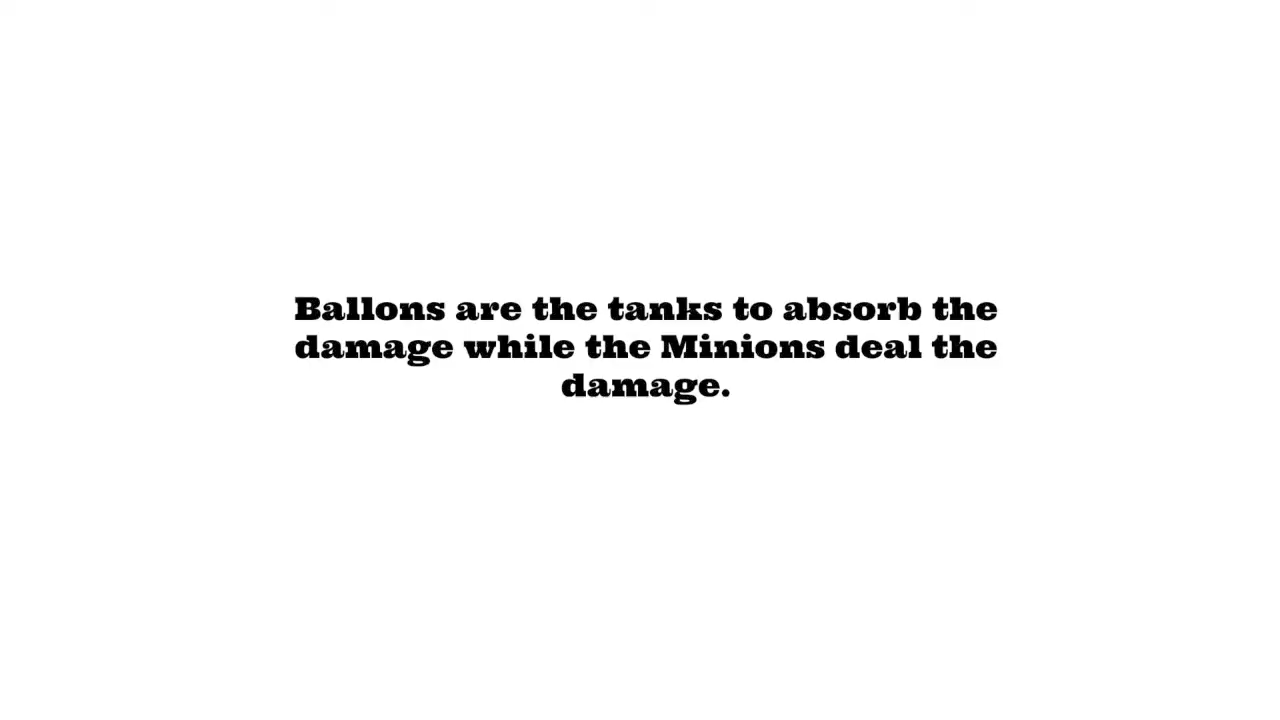 Ballons are the tanks to absorb the
damage while the Minions deal the
damage.